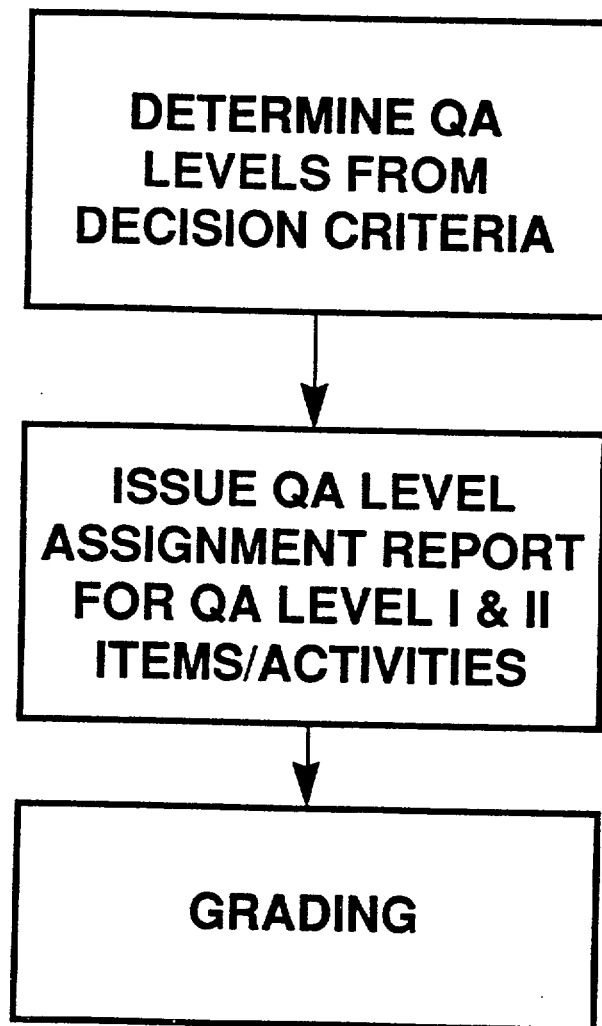 DETERMINE QA
LEVELS FROM
DECISION CRITERIA
ISSUE QA LEVEL
ASSIGNMENT REPORT
FOR QA LEVEL I & II
ITEMS/ACTIVITIES
GRADING